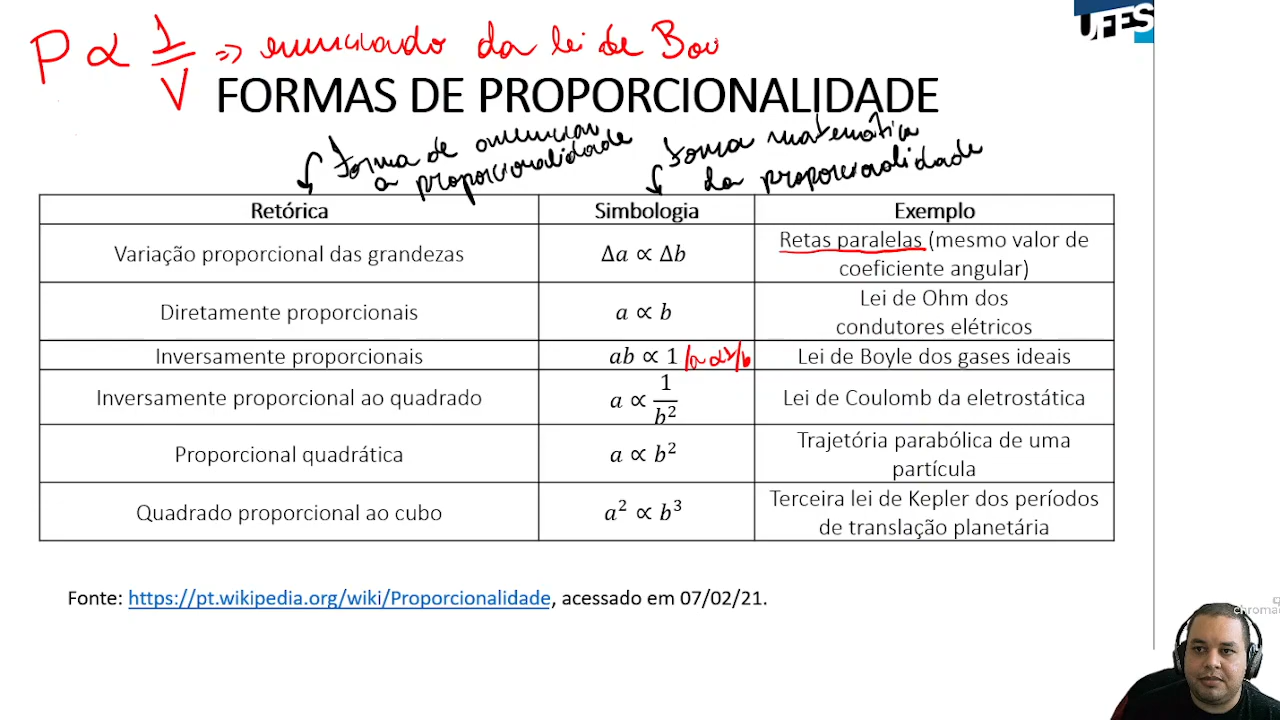 UFES
P ∝ 1/V ⇒ enunciado da lei de Boy
FORMAS DE PROPORCIONALIDADE
forma de enunciar
a proporcionalidade
forma matemática
da proporcionalidade
Retórica Simbologia Exemplo
Variação proporcional das grandezas Δa ∝ Δb Retas paralelas (mesmo valor de
coeficiente angular)
Diretamente proporcionais a ∝ b Lei de Ohm dos
condutores elétricos
Inversamente proporcionais ab ∝ 1 /a ∝ 1/b Lei de Boyle dos gases ideais
Inversamente proporcional ao quadrado a ∝ 1/b² Lei de Coulomb da eletrostática
Proporcional quadrática a ∝ b² Trajetória parabólica de uma
partícula
Quadrado proporcional ao cubo a² ∝ b³ Terceira lei de Kepler dos períodos
de translação planetária
Fonte: https://pt.wikipedia.org/wiki/Proporcionalidade, acessado em 07/02/21.